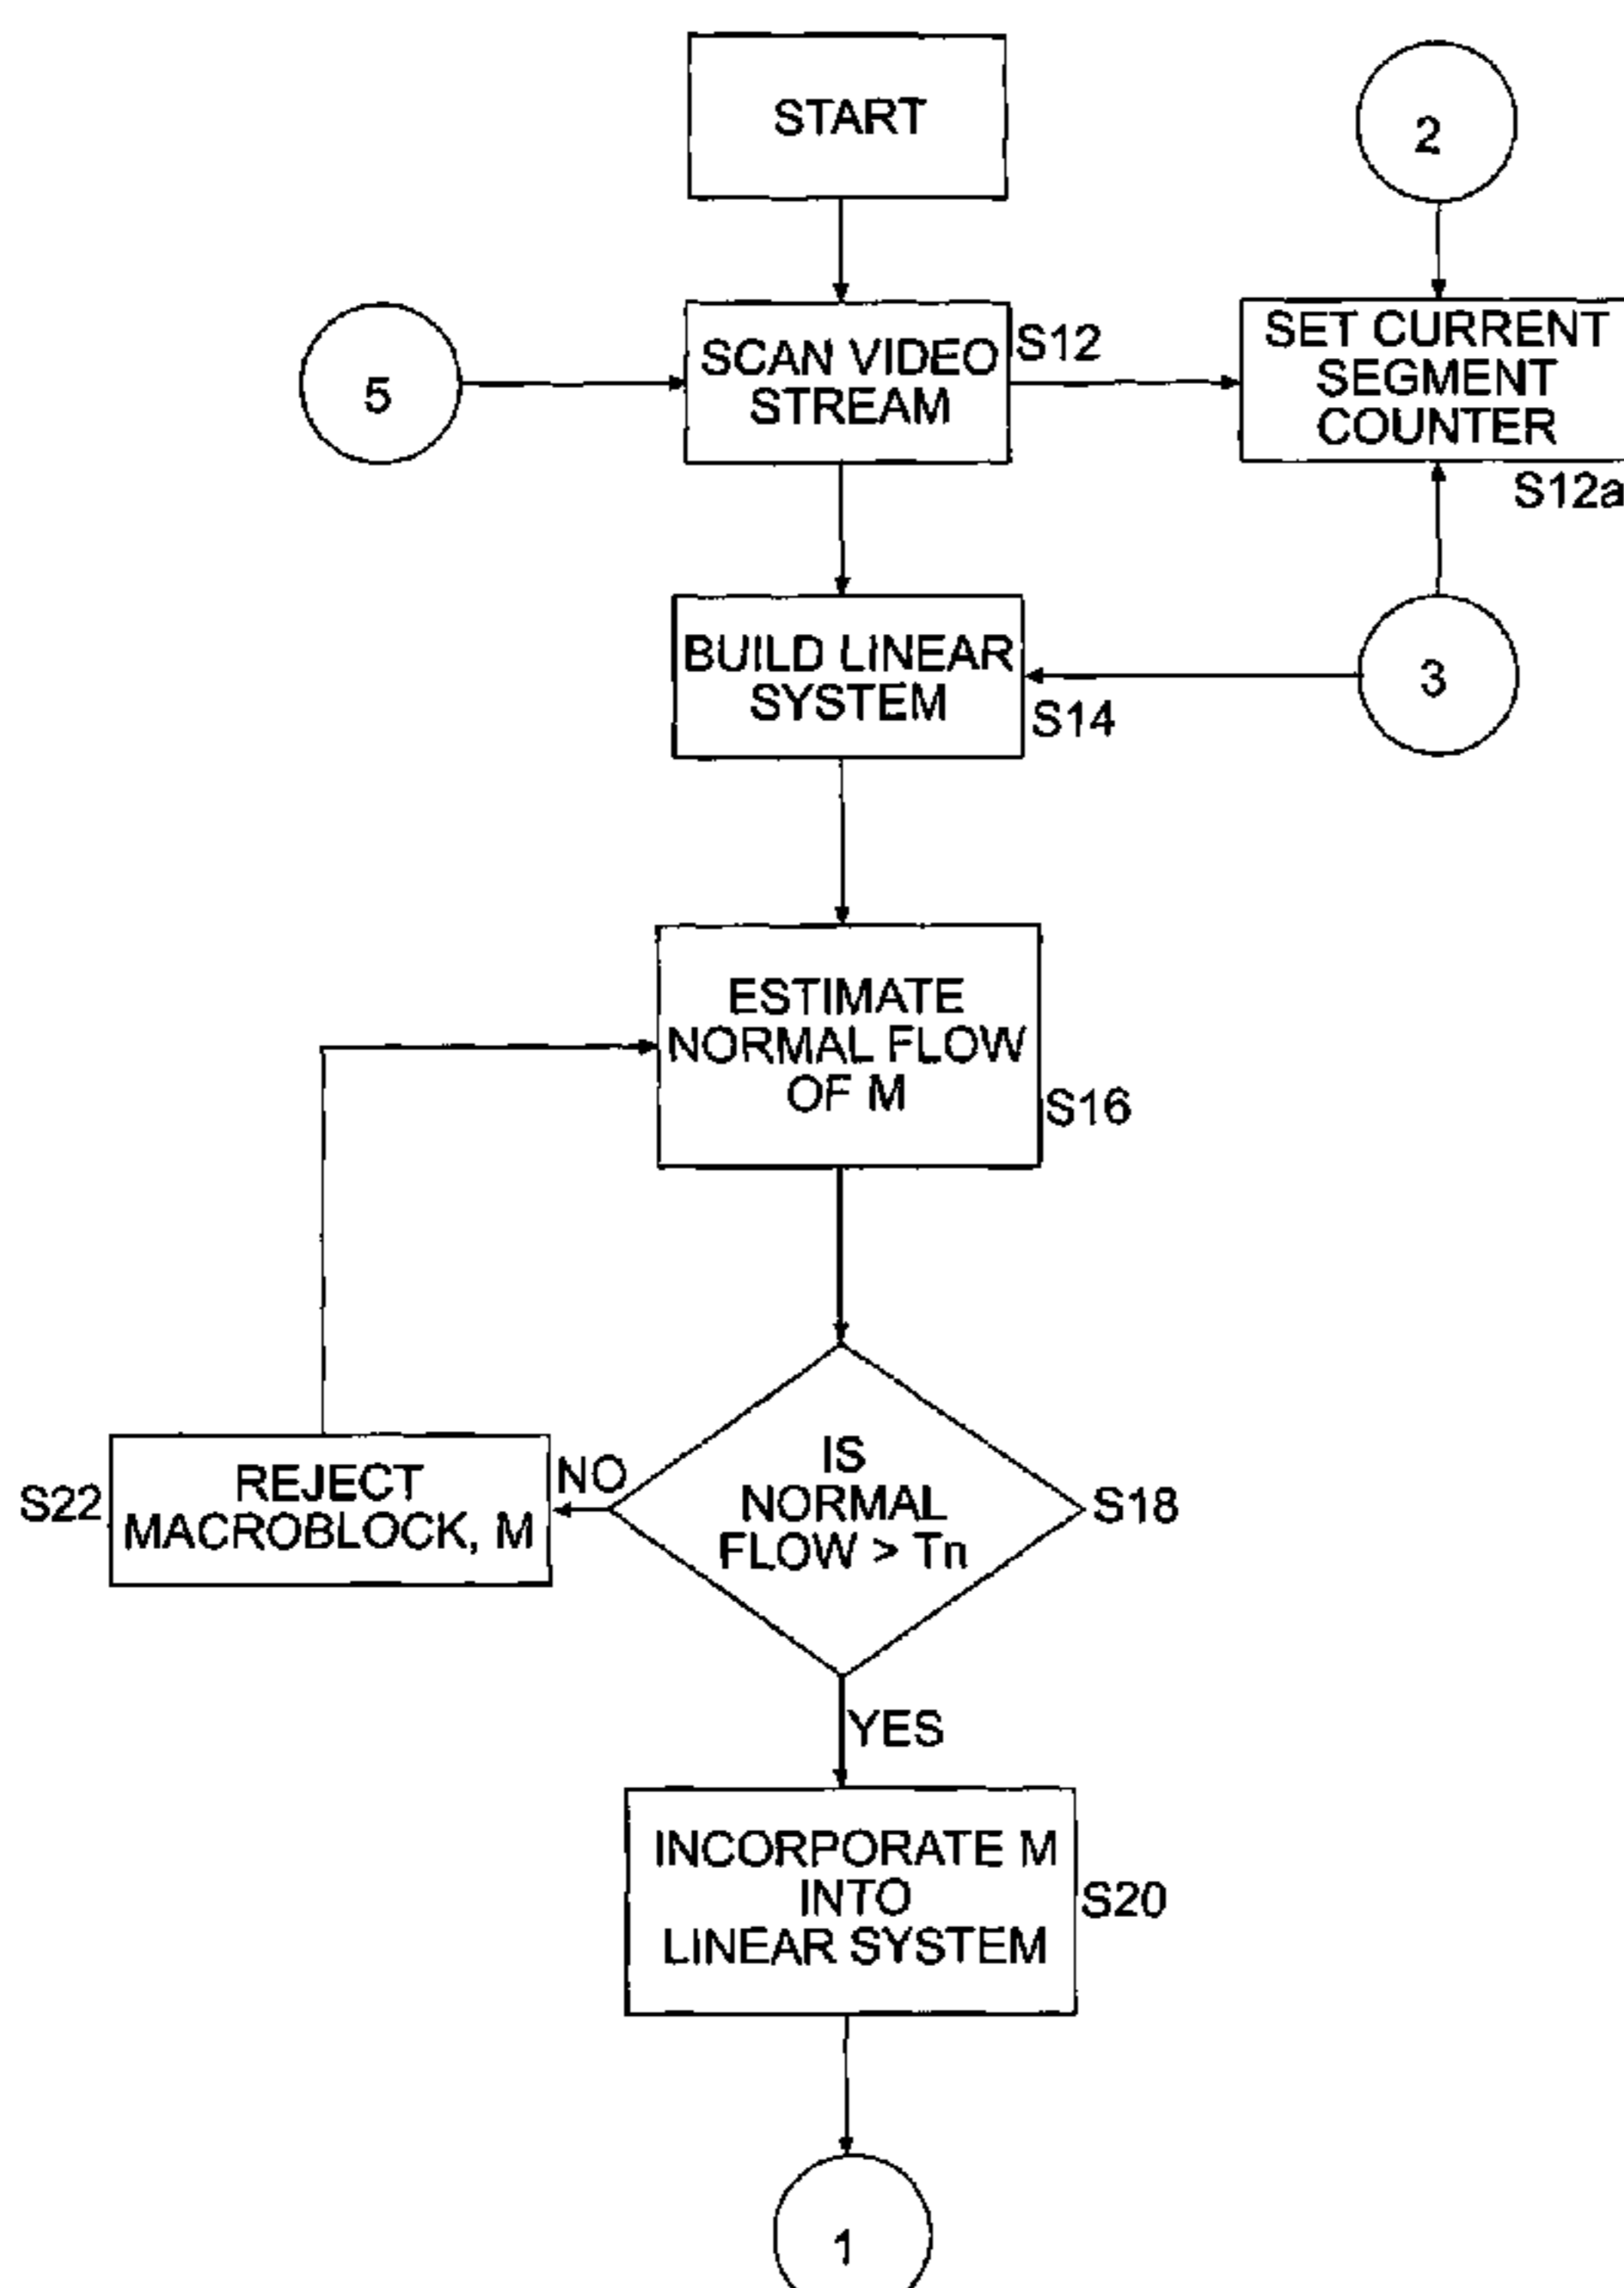 START
2
5
SCAN VIDEO
STREAM
S12
SET CURRENT
SEGMENT
COUNTER
S12a
BUILD LINEAR
SYSTEM
S14
3
ESTIMATE
NORMAL FLOW
OF M
S16
IS
NORMAL
FLOW > Tn
S18
NO
REJECT
MACROBLOCK, M
S22
YES
INCORPORATE M
INTO
LINEAR SYSTEM
S20
1